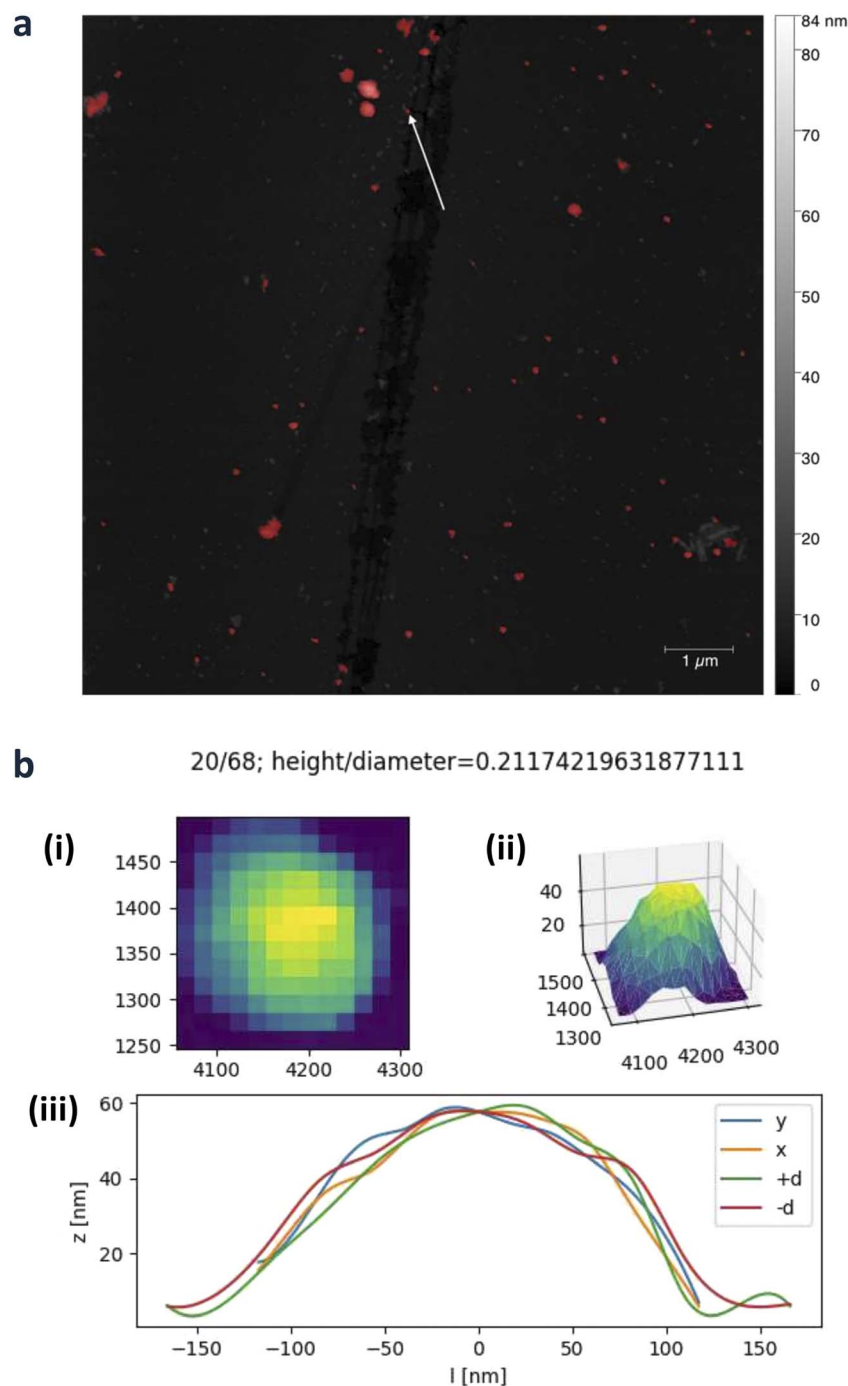 a
84 nm
80
70
60
50
40
30
20
10
0
1 µm
b
20/68; height/diameter=0.21174219631877111
(i)
1450
1400
1350
1300
1250
4100 4200 4300
(ii)
40
20
1500
1400
1300
4100
4200
4300
(iii)
60
40
20
z [nm]
y
x
+d
-d
−150 −100 −50 0 50 100 150
l [nm]